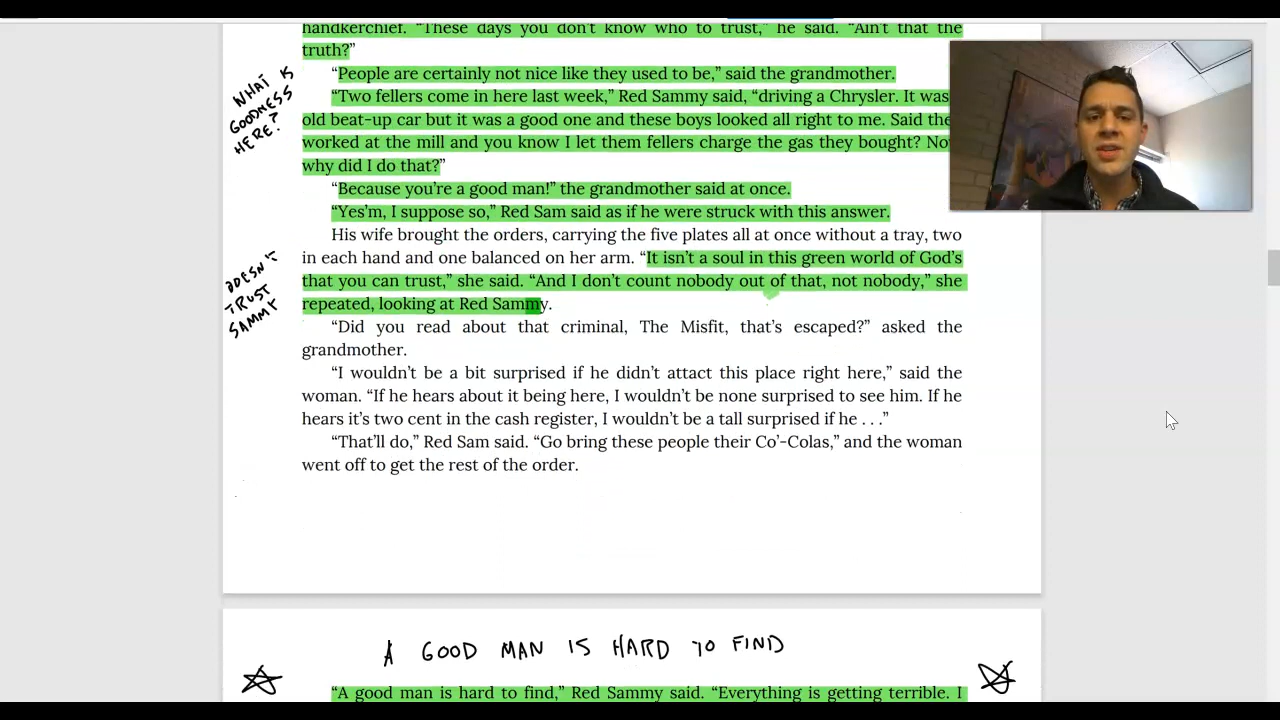 handkerchief. “These days you don’t know who to trust,” he said. “Ain’t that the
truth?”
“People are certainly not nice like they used to be,” said the grandmother.
“Two fellers come in here last week,” Red Sammy said, “driving a Chrysler. It was
old beat-up car but it was a good one and these boys looked all right to me. Said the
worked at the mill and you know I let them fellers charge the gas they bought? No
why did I do that?”
“Because you’re a good man!” the grandmother said at once.
“Yes’m, I suppose so,” Red Sam said as if he were struck with this answer.
His wife brought the orders, carrying the five plates all at once without a tray, two
in each hand and one balanced on her arm. “It isn’t a soul in this green world of God’s
that you can trust,” she said. “And I don’t count nobody out of that, not nobody,” she
repeated, looking at Red Sammy.
“Did you read about that criminal, The Misfit, that’s escaped?” asked the
grandmother.
“I wouldn’t be a bit surprised if he didn’t attact this place right here,” said the
woman. “If he hears about it being here, I wouldn’t be none surprised to see him. If he
hears it’s two cent in the cash register, I wouldn’t be a tall surprised if he . . .”
“That’ll do,” Red Sam said. “Go bring these people their Co’-Colas,” and the woman
went off to get the rest of the order.
WHAT IS
GOODNESS
HERE?
DOESN'T
TRUST
SAMMY
A GOOD MAN IS HARD TO FIND
“A good man is hard to find,” Red Sammy said. “Everything is getting terrible. I